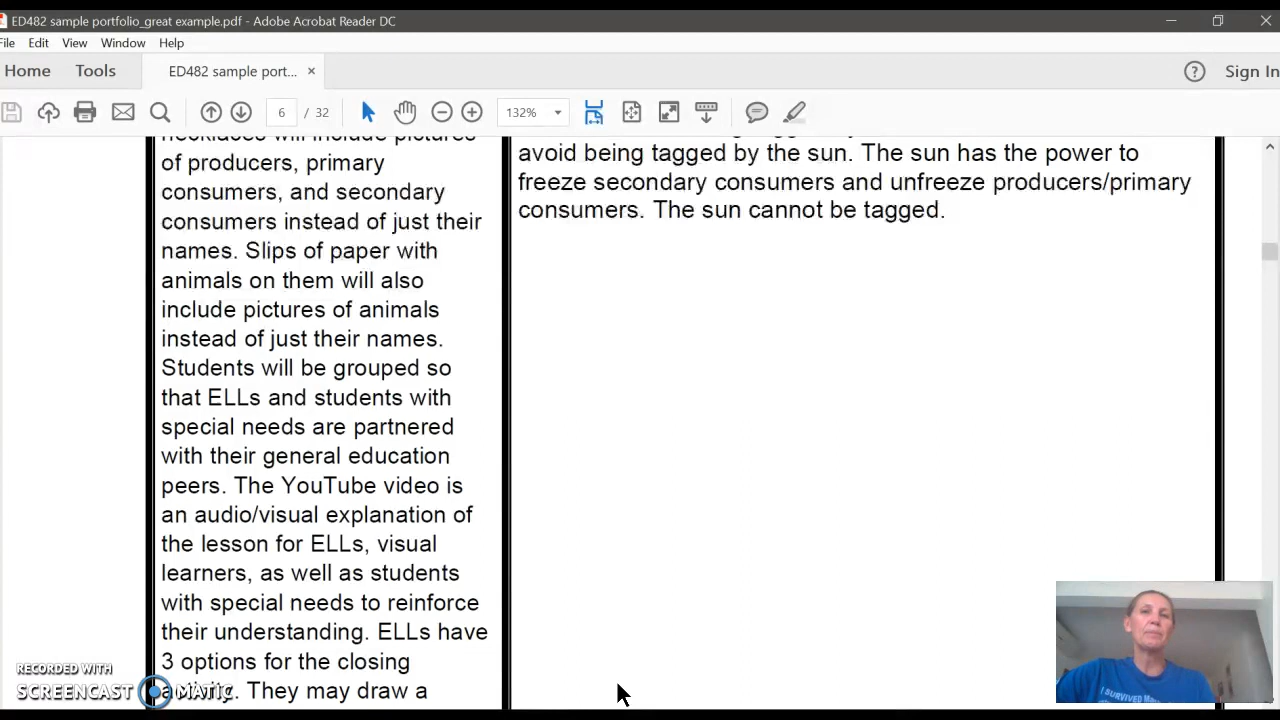 ED482 sample portfolio_great example.pdf - Adobe Acrobat Reader DC
File Edit View Window Help
Home Tools ED482 sample port... × ? Sign In
6 / 32 132%
necklaces will include pictures
of producers, primary
consumers, and secondary
consumers instead of just their
names. Slips of paper with
animals on them will also
include pictures of animals
instead of just their names.
Students will be grouped so
that ELLs and students with
special needs are partnered
with their general education
peers. The YouTube video is
an audio/visual explanation of
the lesson for ELLs, visual
learners, as well as students
with special needs to reinforce
their understanding. ELLs have
3 options for the closing
They may draw a
avoid being tagged by the sun. The sun has the power to
freeze secondary consumers and unfreeze producers/primary
consumers. The sun cannot be tagged.
RECORDED WITH
SCREENCAST MATIC
I SURVIVED